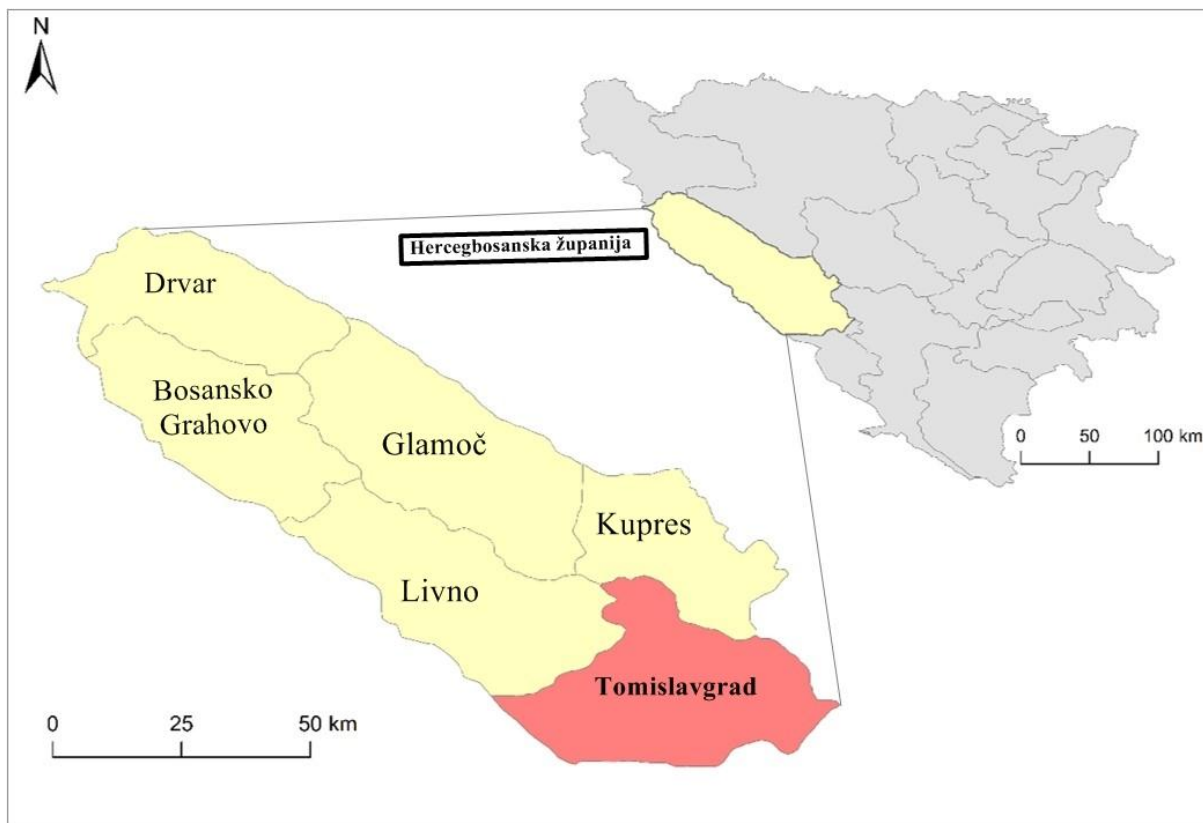 N
Hercegbosanska županija
Drvar
Bosansko
Grahovo
Glamoč
Kupres
Livno
Tomislavgrad
0 50 100 km
0 25 50 km